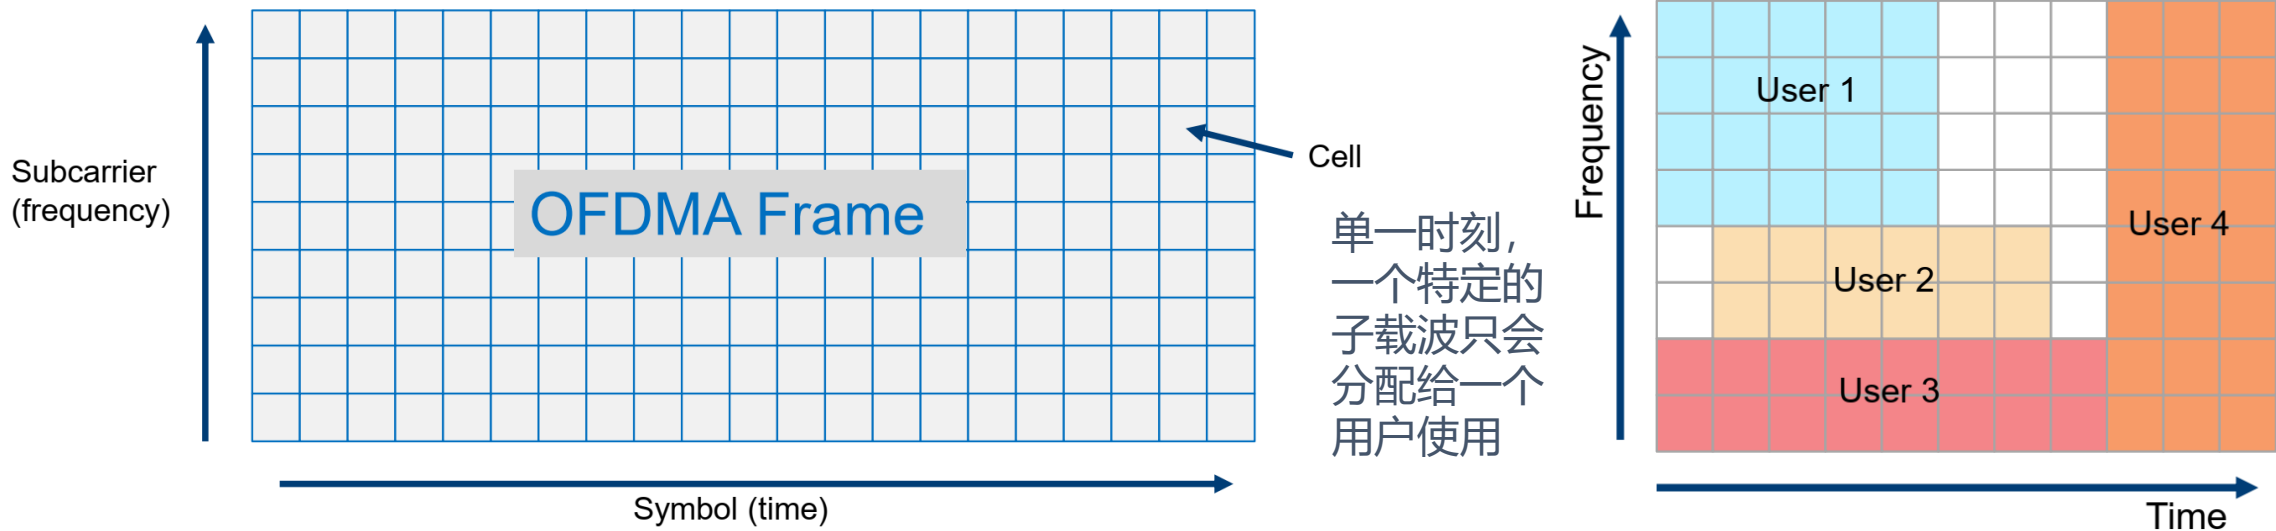 Subcarrier
(frequency)
OFDMA Frame
Symbol (time)
Cell
单一时刻，
一个特定的
子载波只会
分配给一个
用户使用
Frequency
User 1
User 2
User 3
User 4
Time